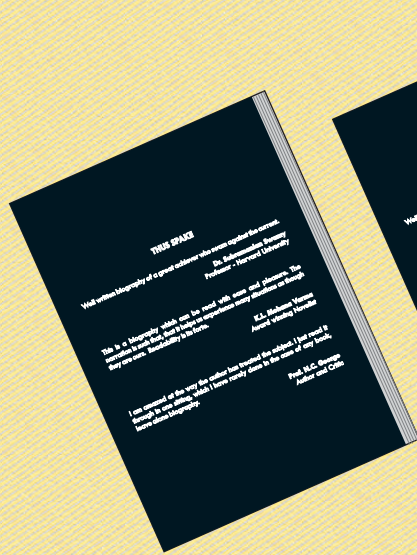 THUS SPAKE
Well written biography of a great achiever who swam against the current.
Dr. Subramanian Swamy
Professor - Harvard University
This is a biography which can be read with ease and pleasure. The
narration is such that, that it helps us experience many situations as though
they are ours. Readability is its forte.
K.L. Mohana Varma
Award winning Novelist
I am amazed at the way the author has treated the subject. I just read it
through in one sitting, which I have rarely done in the case of any book,
leave alone biography.
Prof. M.C. George
Author and Critic
Well